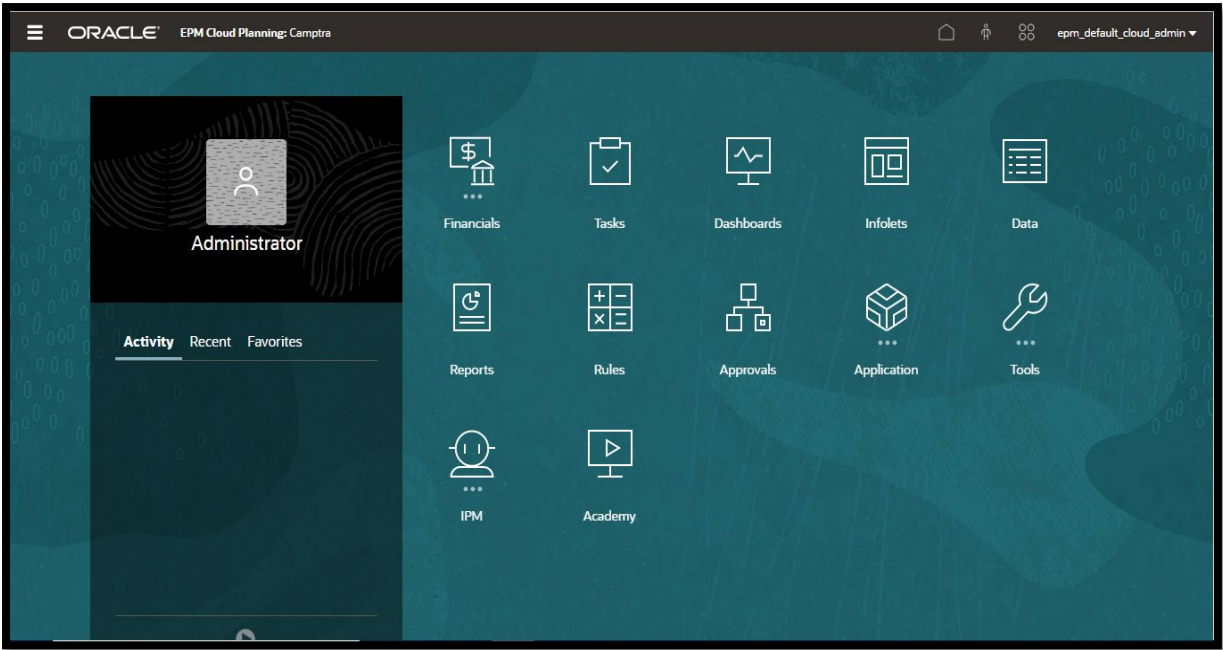 ORACLE EPM Cloud Planning: Camptra epm_default_cloud_admin
Administrator
Activity Recent Favorites
Financials Tasks Dashboards Infolets Data
Reports Rules Approvals Application Tools
IPM Academy